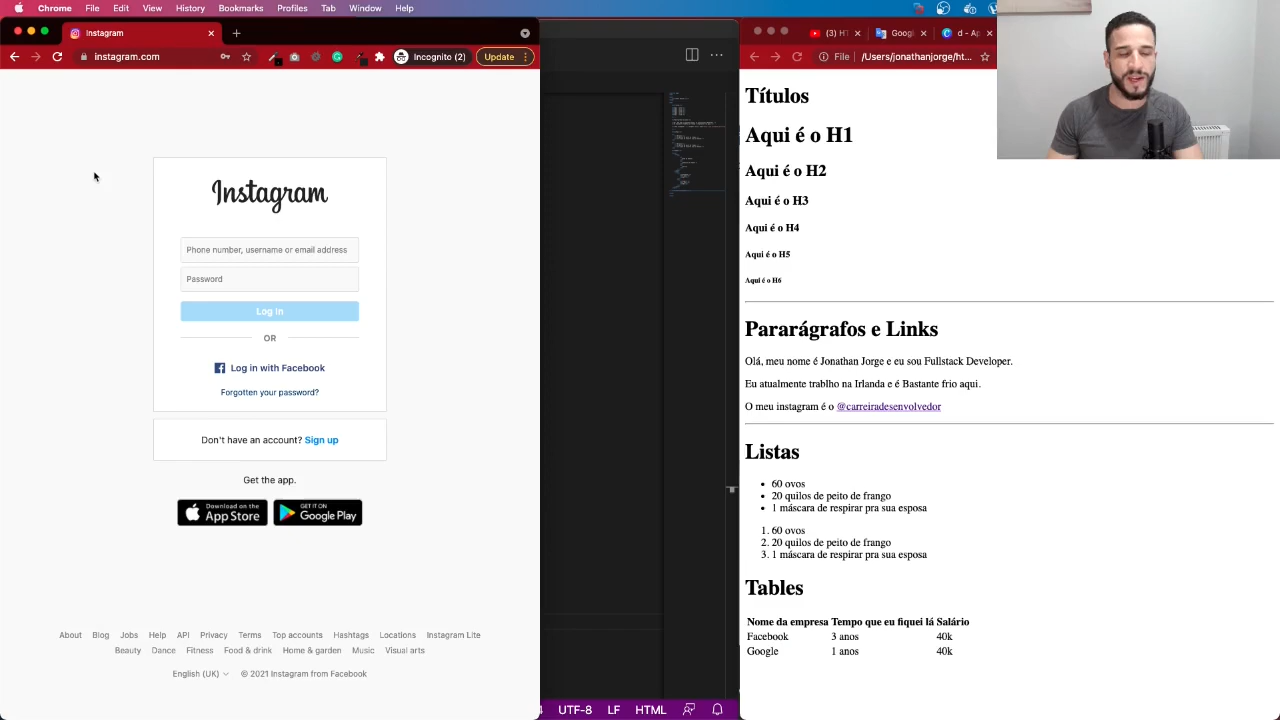 Chrome File Edit View History Bookmarks Profiles Tab Window Help
Instagram
instagram.com
Incognito (2)
Update
Instagram
Phone number, username or email address
Password
Log In
OR
Log in with Facebook
Forgotten your password?
Don't have an account? Sign up
Get the app.
Download on the
App Store
GET IT ON
Google Play
About Blog Jobs Help API Privacy Terms Top accounts Hashtags Locations Instagram Lite
Beauty Dance Fitness Food & drink Home & garden Music Visual arts
English (UK) © 2021 Instagram from Facebook
UTF-8 LF HTML
(3) HT
Googl
d - Ap
File /Users/jonathanjorge/ht...
Títulos
Aqui é o H1
Aqui é o H2
Aqui é o H3
Aqui é o H4
Aqui é o H5
Aqui é o H6
Pararágrafos e Links
Olá, meu nome é Jonathan Jorge e eu sou Fullstack Developer.
Eu atualmente trablho na Irlanda e é Bastante frio aqui.
O meu instagram é o @carreiradesenvolvedor
Listas
60 ovos
20 quilos de peito de frango
1 máscara de respirar pra sua esposa
1. 60 ovos
2. 20 quilos de peito de frango
3. 1 máscara de respirar pra sua esposa
Tables
Nome da empresa Tempo que eu fiquei lá Salário
Facebook 3 anos 40k
Google 1 anos 40k